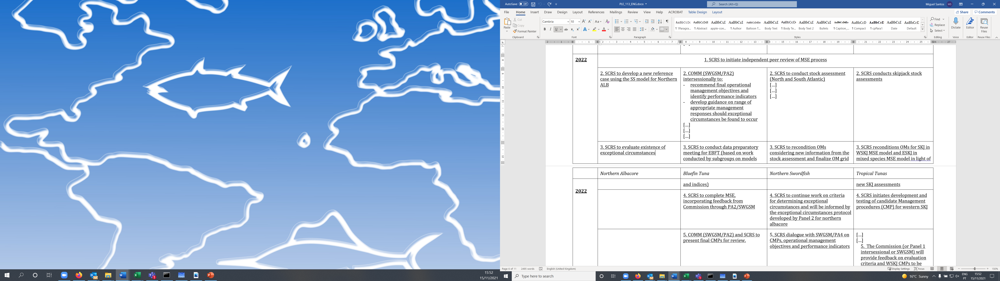 15:52
15/11/2021
AutoSave Off
PLE_113_ENG.docx
Search (Alt+Q)
Miguel Santos MS
File Home Insert Draw Design Layout References Mailings Review View Help ACROBAT Table Design Layout
Share Comments
Paste
Cut
Copy
Format Painter
Clipboard
Cambria 10
Font
Paragraph
AaBbCcDc AaBbCcDdI AaBbCcI AaBbCcI AaBbCcDdEe AaBbCcI AaBbCcDı AaBbCcI AaBbCcI AaBbCcDdEe AaBbCcD AaBbCcI AaBbCcI AaBbCcD
¶ 1Paragra... ¶ Abstract apple-con... ¶ Author Balloon T... Body Text ¶ Body Te... Body Text 2 Bullets ¶ Caption,... ¶ Compact ¶ cpPara1 Date Default
Styles
Find
Replace
Select
Editing
Dictate
Voice
Editor
Editor
Reuse Files
Reuse Files
2022
1. SCRS to initiate independent peer review of MSE process
2. SCRS to develop a new reference
case using the SS model for Northern
ALB
2. COMM (SWGSM/PA2)
intersessionally to:
- recommend final operational
management objectives and
identify performance indicators
- develop guidance on range of
appropriate management
responses should exceptional
circumstances be found to occur
[...]
[...]
[...]
2. SCRS to conduct stock assessment
(North and South Atlantic)
[...]
[...]
[...]
2. SCRS conducts skipjack stock
assessments
3. SCRS to evaluate existence of
exceptional circumstances
3. SCRS to conduct data preparatory
meeting for EBFT (based on work
conducted by subgroups on models
3. SCRS to recondition OMs
considering new information from the
stock assessment and finalize OM grid
3. SCRS reconditions OMs for SKJ in
WSKJ MSE model and ESKJ in
mixed species MSE model in light of
Northern Albacore
Bluefin Tuna
Northern Swordfish
Tropical Tunas
2022
and indices)
new SKJ assessments
4. SCRS to complete MSE,
incorporating feedback from
Commission through PA2/SWGSM
4. SCRS to continue work on criteria
for determining exceptional
circumstances and will be informed by
the exceptional circumstances protocol
developed by Panel 2 for northern
albacore
4. SCRS initiates development and
testing of candidate Management
procedures (CMP) for western SKJ
5. COMM (SWGSM/PA2) and SCRS to
present final CMPs for review.
5. SCRS dialogue with SWGSM/PA4 on
CMPs, operational management
objectives and performance indicators
[...]
[...]
5. The Commission (or Panel 1
intersessional or SWGSM) will
provide feedback on evaluation
criteria and WSKJ CMPs to be
Page 6 of 11 2495 words English (United Kingdom)
Display Settings Focus 150%
Type here to search
16°C Sunny
ENG
PT
15:52
15/11/2021